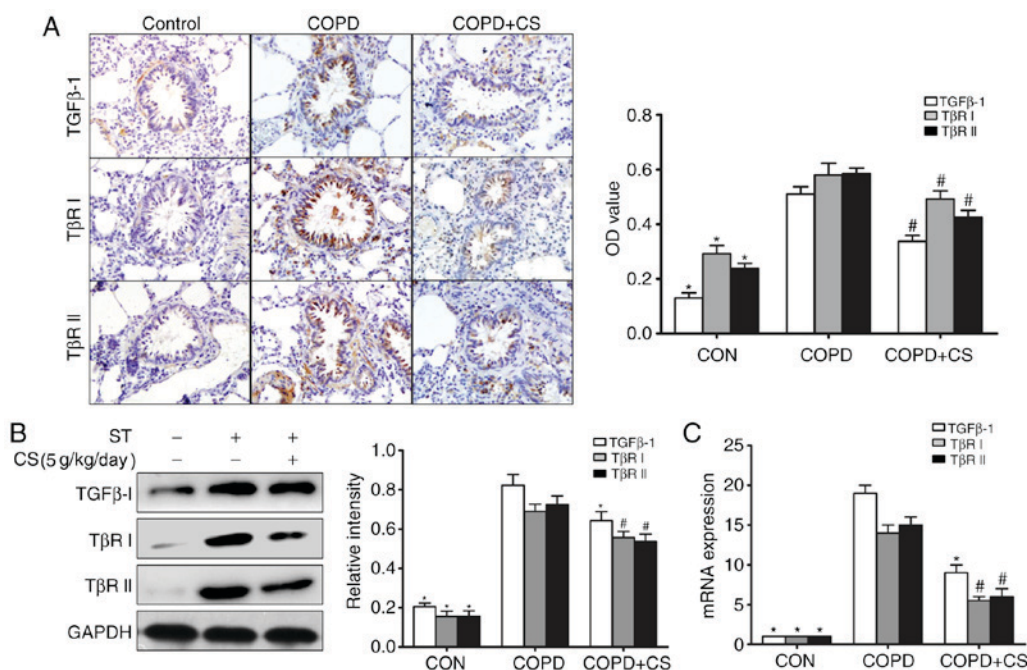 A
Control COPD COPD+CS
TGFβ-1
TβR I
TβR II
TGFβ-1
TβR I
TβR II
OD value
0.8
0.6
0.4
0.2
0.0
* * *
# # #
CON COPD COPD+CS
B
ST – + +
CS(5 g/kg/day) – – +
TGFβ-I
TβR I
TβR II
GAPDH
TGFβ-1
TβR I
TβR II
Relative intensity
1.0
0.8
0.6
0.4
0.2
0.0
* * *
* # #
CON COPD COPD+CS
C
TGFβ-1
TβR I
TβR II
mRNA expression
25
20
15
10
5
0
* * *
* # #
CON COPD COPD+CS